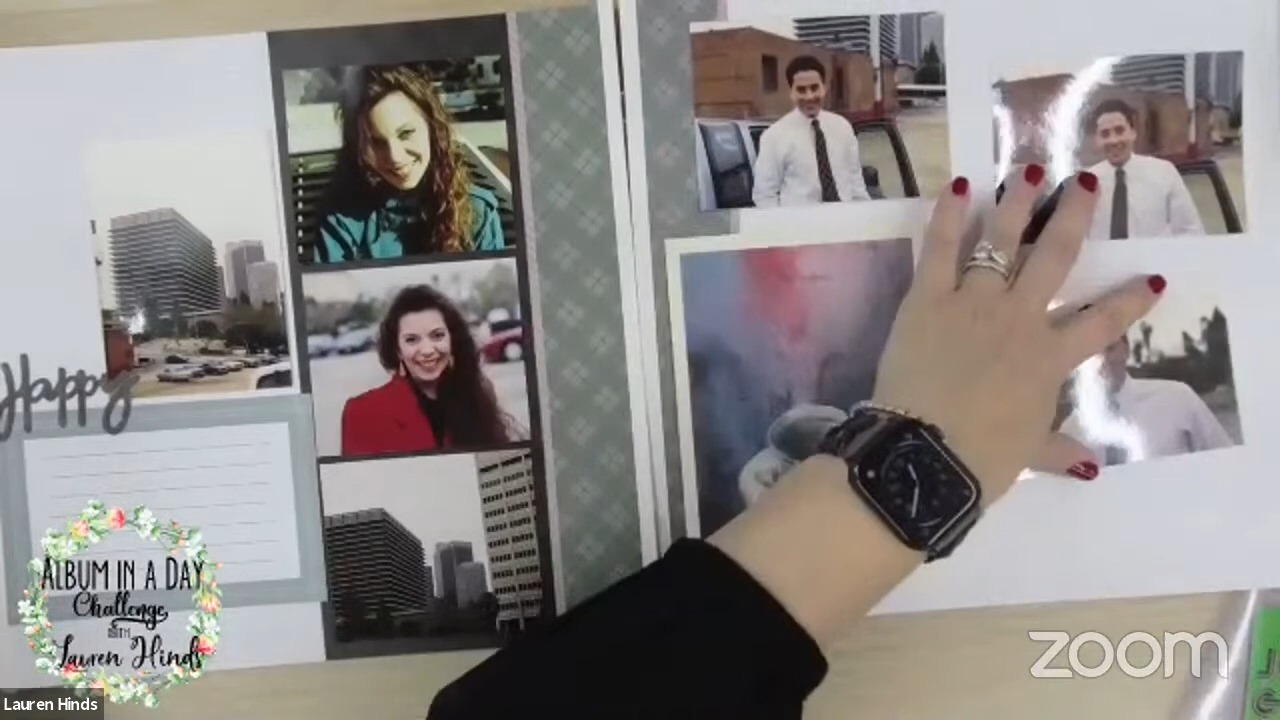 Happy
ALBUM IN A DAY
Challenge
WITH
Lauren Hinds
Lauren Hinds
zoom